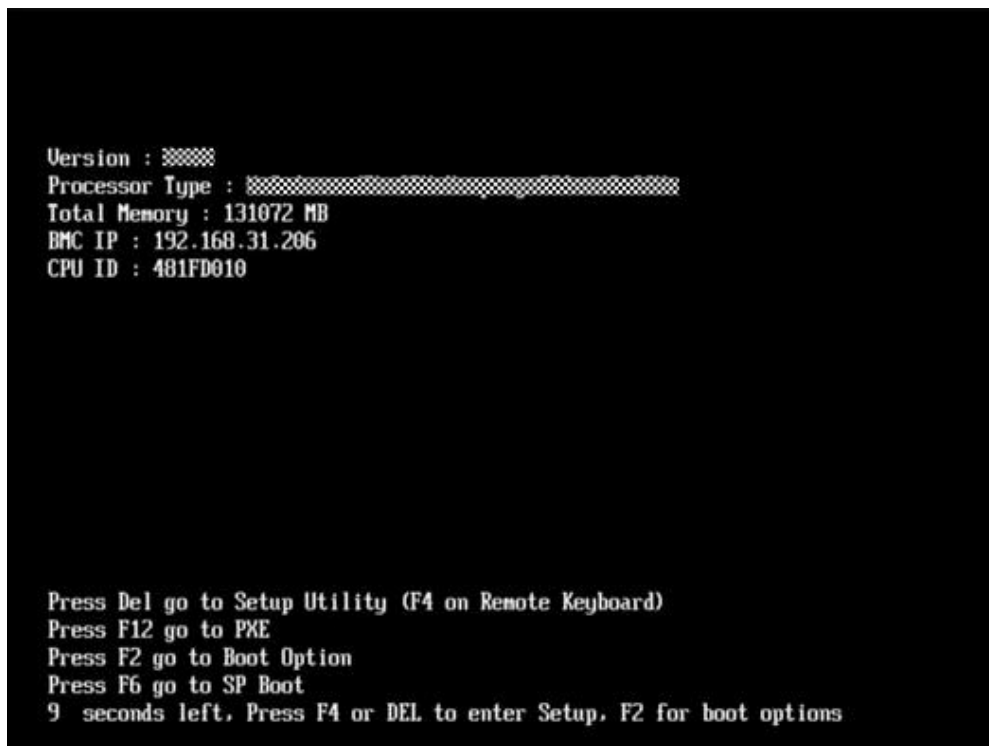 Version :
Processor Type :
Total Memory : 131072 MB
BMC IP : 192.168.31.206
CPU ID : 481FD010
Press Del go to Setup Utility (F4 on Remote Keyboard)
Press F12 go to PXE
Press F2 go to Boot Option
Press F6 go to SP Boot
9 seconds left, Press F4 or DEL to enter Setup, F2 for boot options